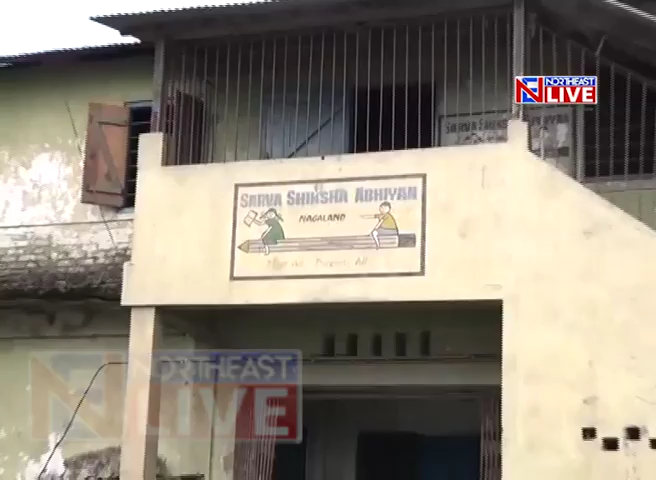 NORTHEAST
LIVE
SARVA SHIKSHA ABHIYAN
NAGALAND
NORTHEAST
LIVE